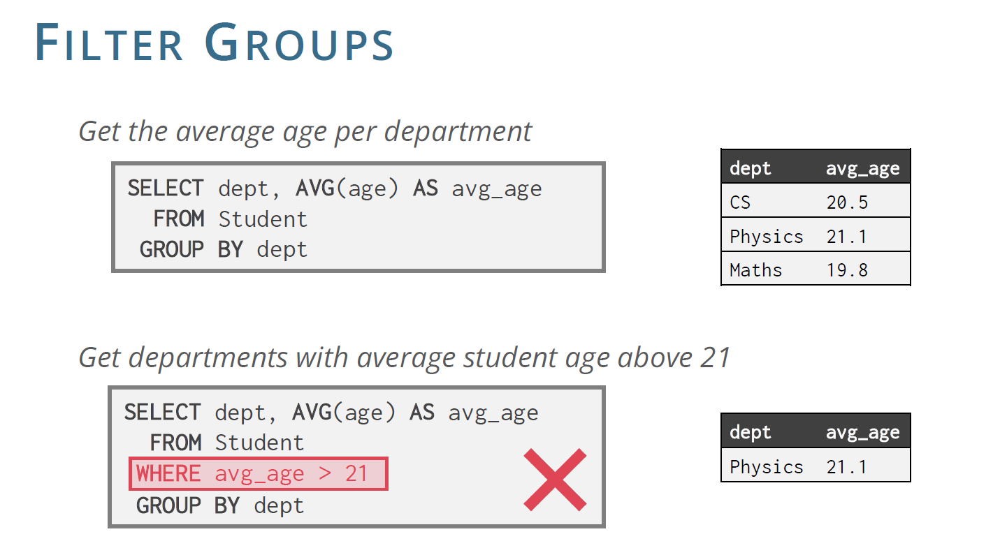 FILTER GROUPS
Get the average age per department
SELECT dept, AVG(age) AS avg_age
FROM Student
GROUP BY dept
dept avg_age
CS 20.5
Physics 21.1
Maths 19.8
Get departments with average student age above 21
SELECT dept, AVG(age) AS avg_age
FROM Student
WHERE avg_age > 21
GROUP BY dept
dept avg_age
Physics 21.1